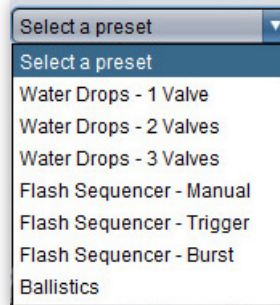 Select a preset
Select a preset
Water Drops - 1 Valve
Water Drops - 2 Valves
Water Drops - 3 Valves
Flash Sequencer - Manual
Flash Sequencer - Trigger
Flash Sequencer - Burst
Ballistics